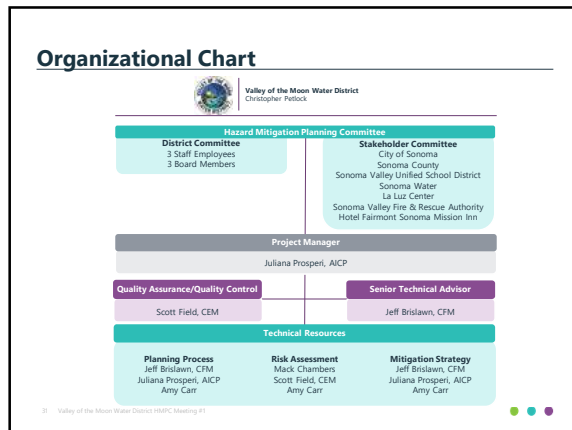 Organizational Chart
Valley of the Moon Water District
Christopher Petlock
Hazard Mitigation Planning Committee
District Committee
3 Staff Employees
3 Board Members
Stakeholder Committee
City of Sonoma
Sonoma County
Sonoma Valley Unified School District
Sonoma Water
La Luz Center
Sonoma Valley Fire & Rescue Authority
Hotel Fairmont Sonoma Mission Inn
Project Manager
Juliana Prosperi, AICP
Quality Assurance/Quality Control
Scott Field, CEM
Senior Technical Advisor
Jeff Brislawn, CFM
Technical Resources
Planning Process
Jeff Brislawn, CFM
Juliana Prosperi, AICP
Amy Carr
Risk Assessment
Mack Chambers
Scott Field, CEM
Amy Carr
Mitigation Strategy
Jeff Brislawn, CFM
Juliana Prosperi, AICP
Amy Carr
31 Valley of the Moon Water District HMPC Meeting #1